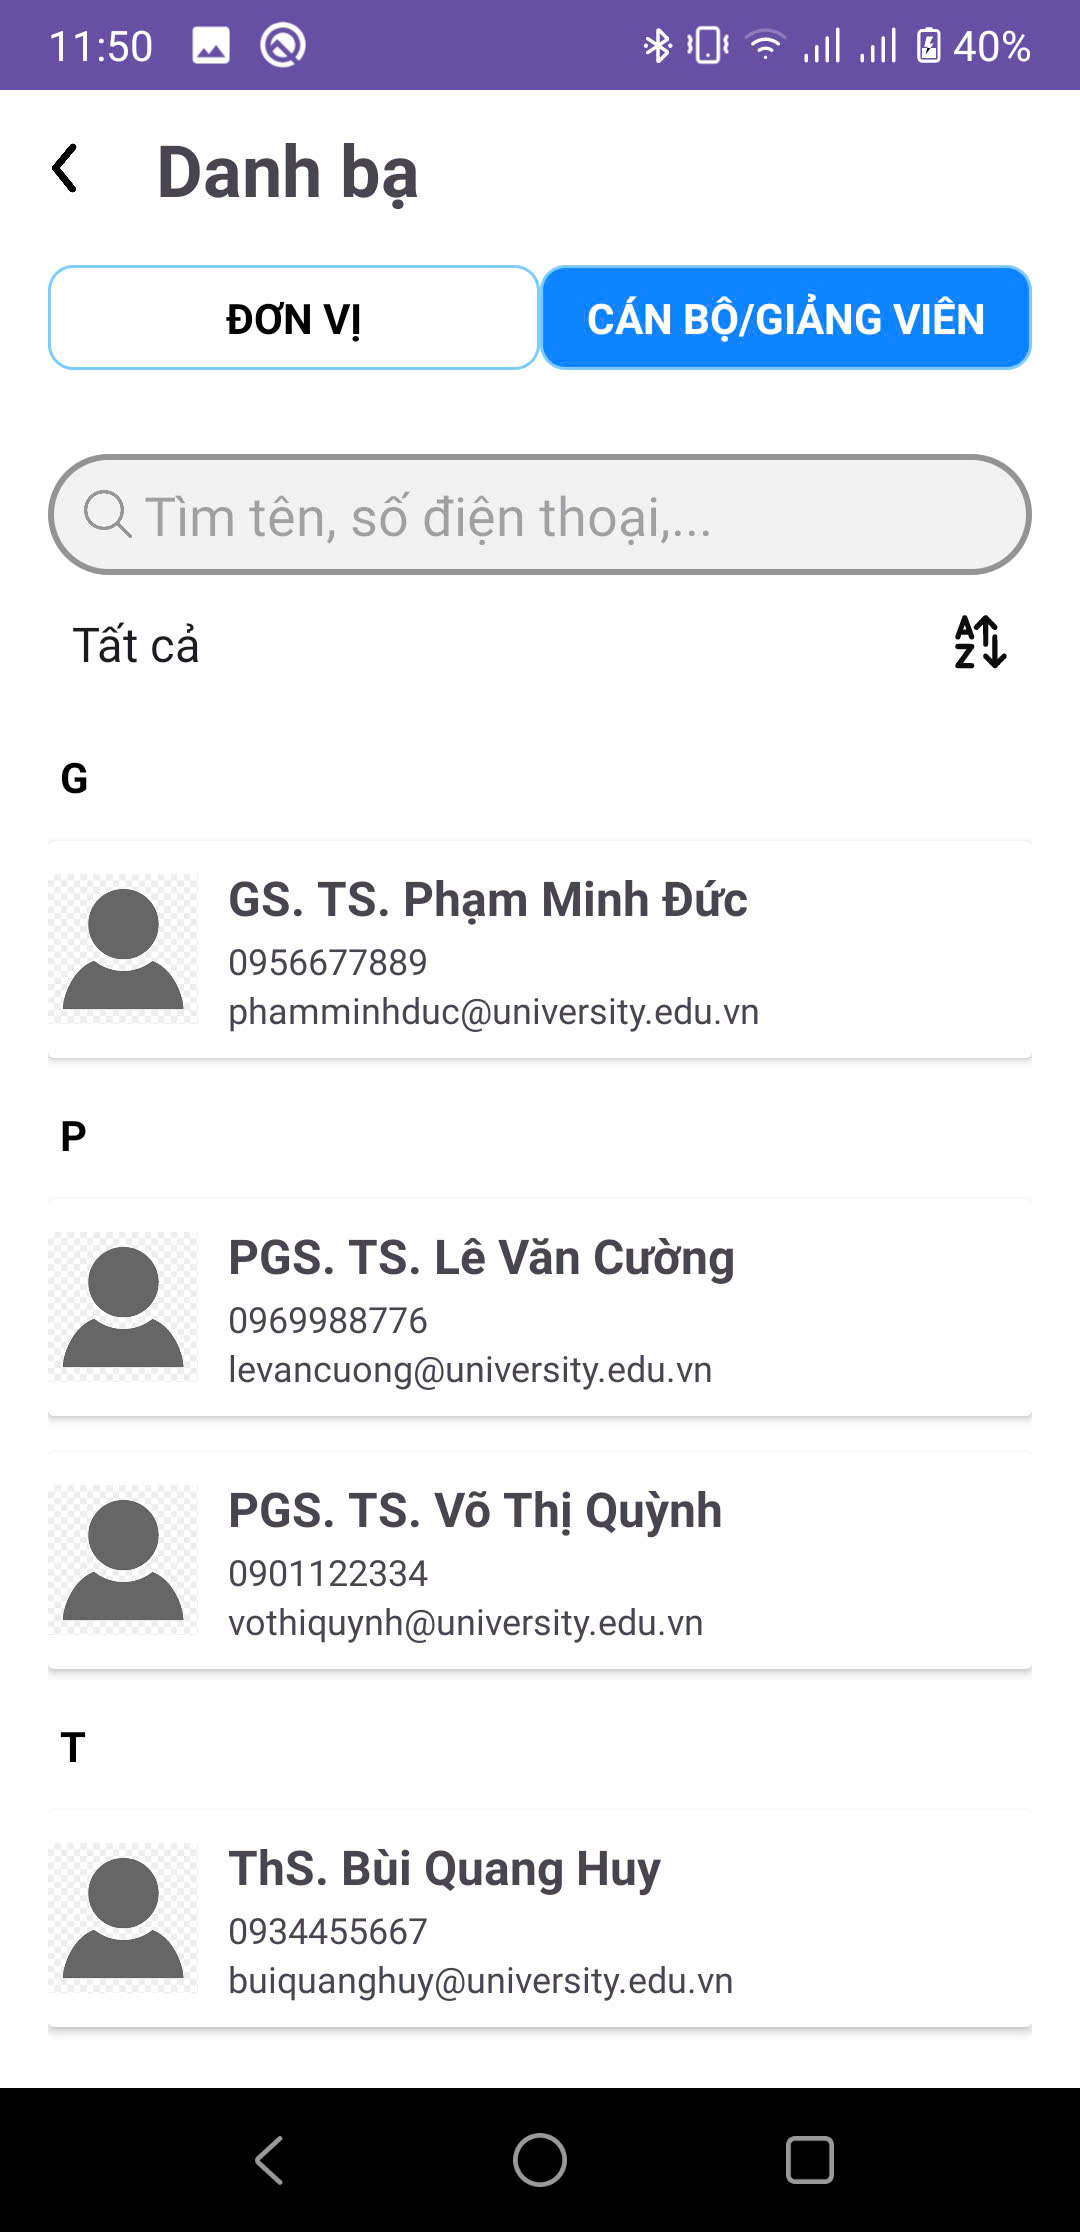 11:50 40%
Danh bạ
ĐƠN VỊ CÁN BỘ/GIẢNG VIÊN
Tìm tên, số điện thoại,...
Tất cả A Z
G
GS. TS. Phạm Minh Đức
0956677889
phamminhduc@university.edu.vn
P
PGS. TS. Lê Văn Cường
0969988776
levancuong@university.edu.vn
PGS. TS. Võ Thị Quỳnh
0901122334
vothiquynh@university.edu.vn
T
ThS. Bùi Quang Huy
0934455667
buiquanghuy@university.edu.vn